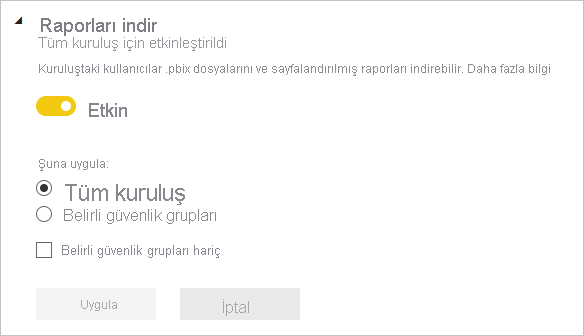 Raporları indir
Tüm kuruluş için etkinleştirildi
Kuruluştaki kullanıcılar .pbix dosyalarını ve sayfalandırılmış raporları indirebilir. Daha fazla bilgi
Etkin
Şuna uygula:
Tüm kuruluş
Belirli güvenlik grupları
Belirli güvenlik grupları hariç
Uygula
İptal